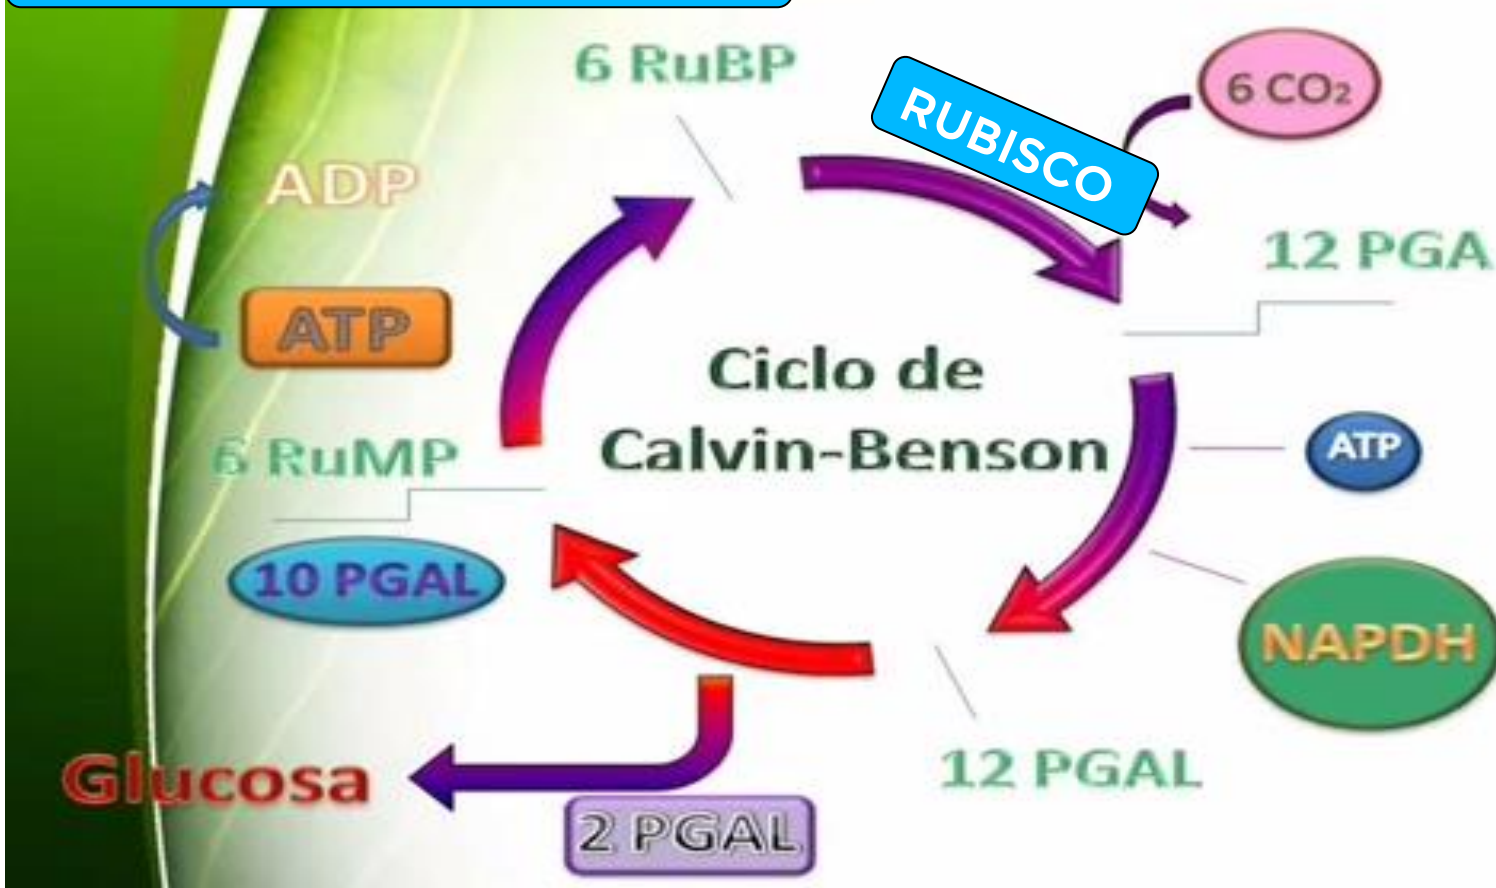 6 RuBP
RUBISCO
6 CO₂
ADP
12 PGA
ATP
Ciclo de
Calvin-Benson
ATP
6 RuMP
10 PGAL
NAPDH
12 PGAL
Glucosa
2 PGAL